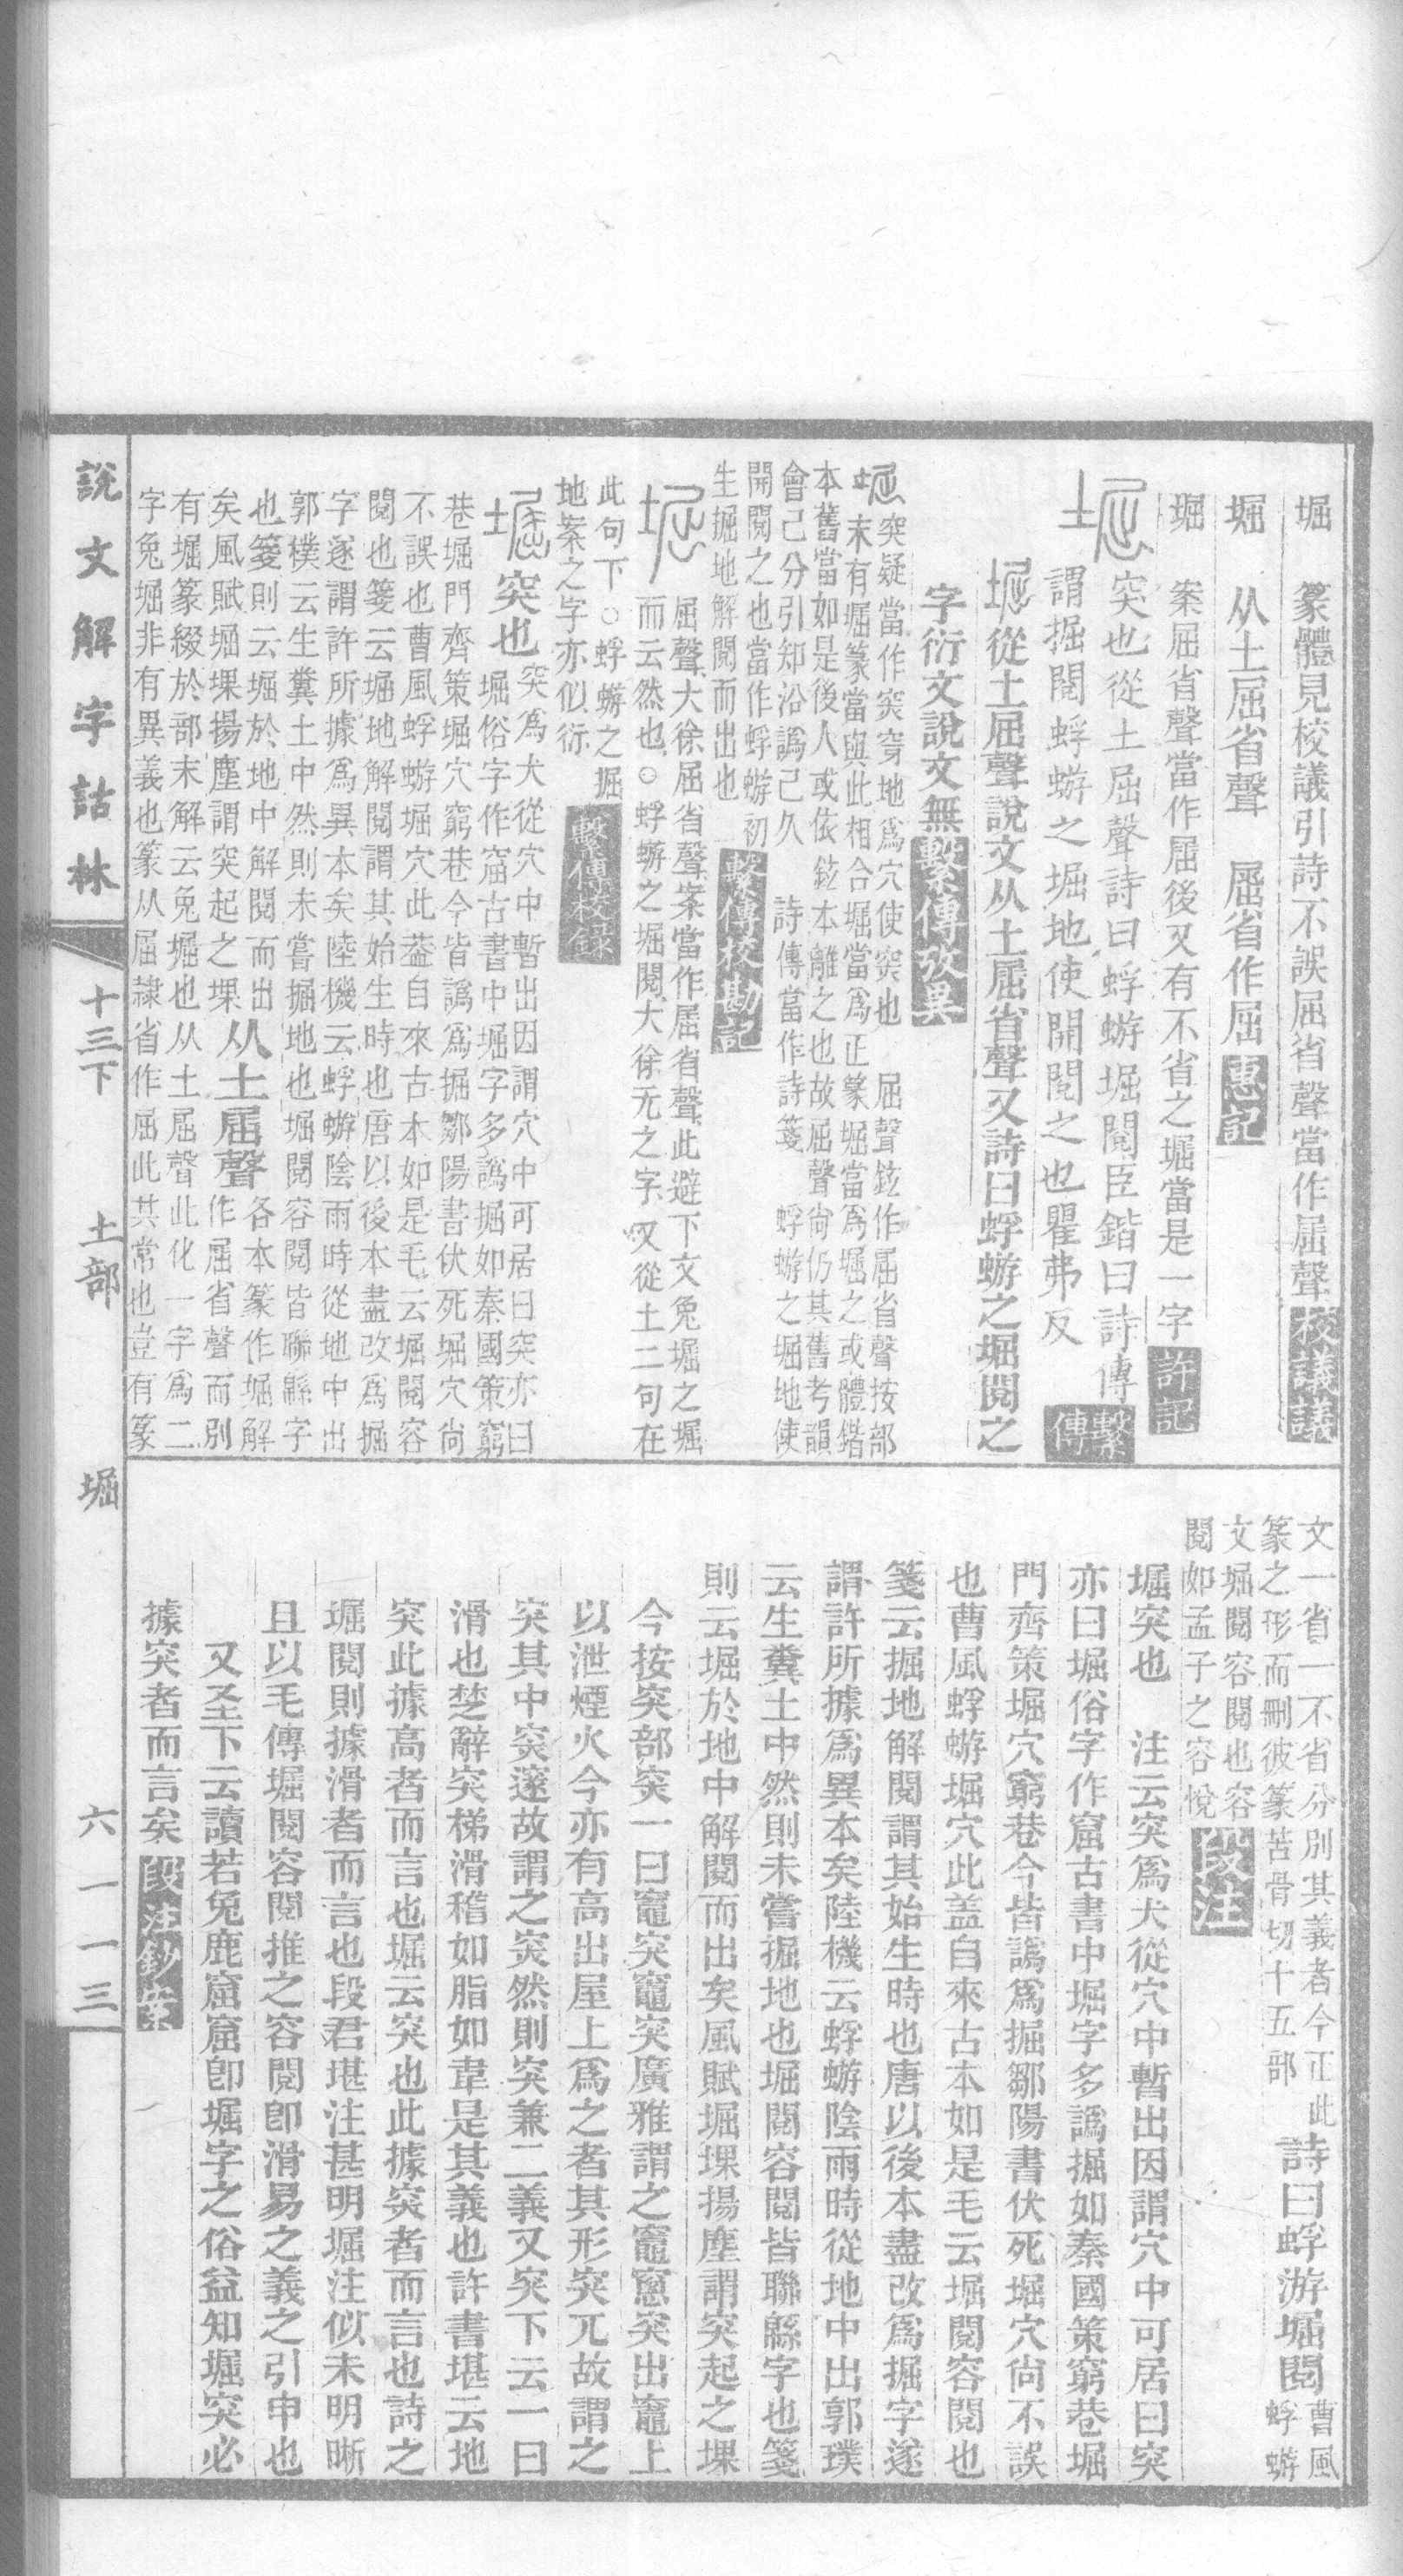 堀　篆體見校議引詩不誤屈省聲當作屈聲校議議
堀　从土屈省聲　屈省作屈惠記
堀　案屈省聲當作屈後又有不省之堀當是一字許記
堀突也從土屈聲詩曰蜉蝣堀閱臣鍇曰詩傳
謂掘閱蜉蝣之堀地使開閱之也瞿弗反繫傳
堀從土屈聲說文从土屈省聲又詩曰蜉蝣之堀閱之
字衍文說文無繫傳攷異
堀突疑當作突穿地爲穴使突也　屈聲鉉作屈省聲按部
末有堀篆當與此相合堀當爲正篆堀當爲堀之或體鍇
本舊當如是後人或依鉉本離之也故屈聲尙仍其舊考韻
會已分引知沿譌已久　詩傳當作詩箋　蜉蝣之堀地使
開閱之也當作蜉蝣初
生掘地解閱而出也　繫傳校勘記
堀　屈聲大徐屈省聲案當作屈省聲此避下文兔堀之堀
而云然也○蜉蝣之堀閱大徐无之字又從土二句在
此句下○蜉蝣之掘
地案之字亦似衍　繫傳校錄
堀突也突爲犬從穴中暫出因謂穴中可居曰突亦曰
堀俗字作窟古書中堀字多譌掘如秦國策窮
巷堀門齊策堀穴窮巷今皆譌爲掘鄒陽書伏死堀穴尙
不誤也曹風蜉蝣堀穴此葢自來古本如是毛云堀閱容
閱也箋云堀地解閱謂其始生時也唐以後本盡改爲掘
字遂謂許所據爲異本矣陸機云蜉蝣陰雨時從地中出
郭樸云生糞土中然則未嘗掘地也堀閱容閱皆聯緜字
也箋則云堀於地中解閱而出
矣風賦堀堁揚塵謂突起之堁从土屈聲各本篆作堀解
作屈省聲而別
有堀篆綴於部末解云兔堀也从土屈聲此化一字爲二
字兔堀非有異義也篆从屈隸省作屈此其常也豈有篆
文一省一不省分別其義者今正此
篆之形而刪彼篆苦骨切十五部詩曰蜉游堀閱曹風
蜉蝣
文堀閱容閱也容
閱如孟子之容悅　段注
堀突也　注云突爲犬從穴中暫出因謂穴中可居曰突
亦曰堀俗字作窟古書中堀字多譌掘如秦國策窮巷堀
門齊策堀穴窮巷今皆譌爲掘鄒陽書伏死堀穴尙不誤
也曹風蜉蝣堀穴此盖自來古本如是毛云堀閱容閱也
箋云掘地解閱謂其始生時也唐以後本盡改爲掘字遂
謂許所據爲異本矣陸機云蜉蝣陰雨時從地中出郭璞
云生糞土中然則未嘗掘地也堀閱容閱皆聯緜字也箋
則云堀於地中解閱而出矣風賦堀堁揚塵謂突起之堁
今按突部突一曰竈突竈突廣雅謂之竈窻突出竈上
以泄煙火今亦有高出屋上爲之者其形突兀故謂之
突其中突邃故謂之突然則突兼二義又突下云一曰
滑也楚辭突梯滑稽如脂如韋是其義也許書堪云地
突此據高者而言也堀云突也此據突者而言也詩之
堀閱則據滑者而言也段君堪注甚明堀注似未明晰
且以毛傳堀閱容閱推之容閱卽滑易之義之引申也
又圣下云讀若兔鹿窟窟卽堀字之俗益知堀突必
據突者而言矣　段注鈔案
說文解字詁林　十三下　土部　堀　六一一三